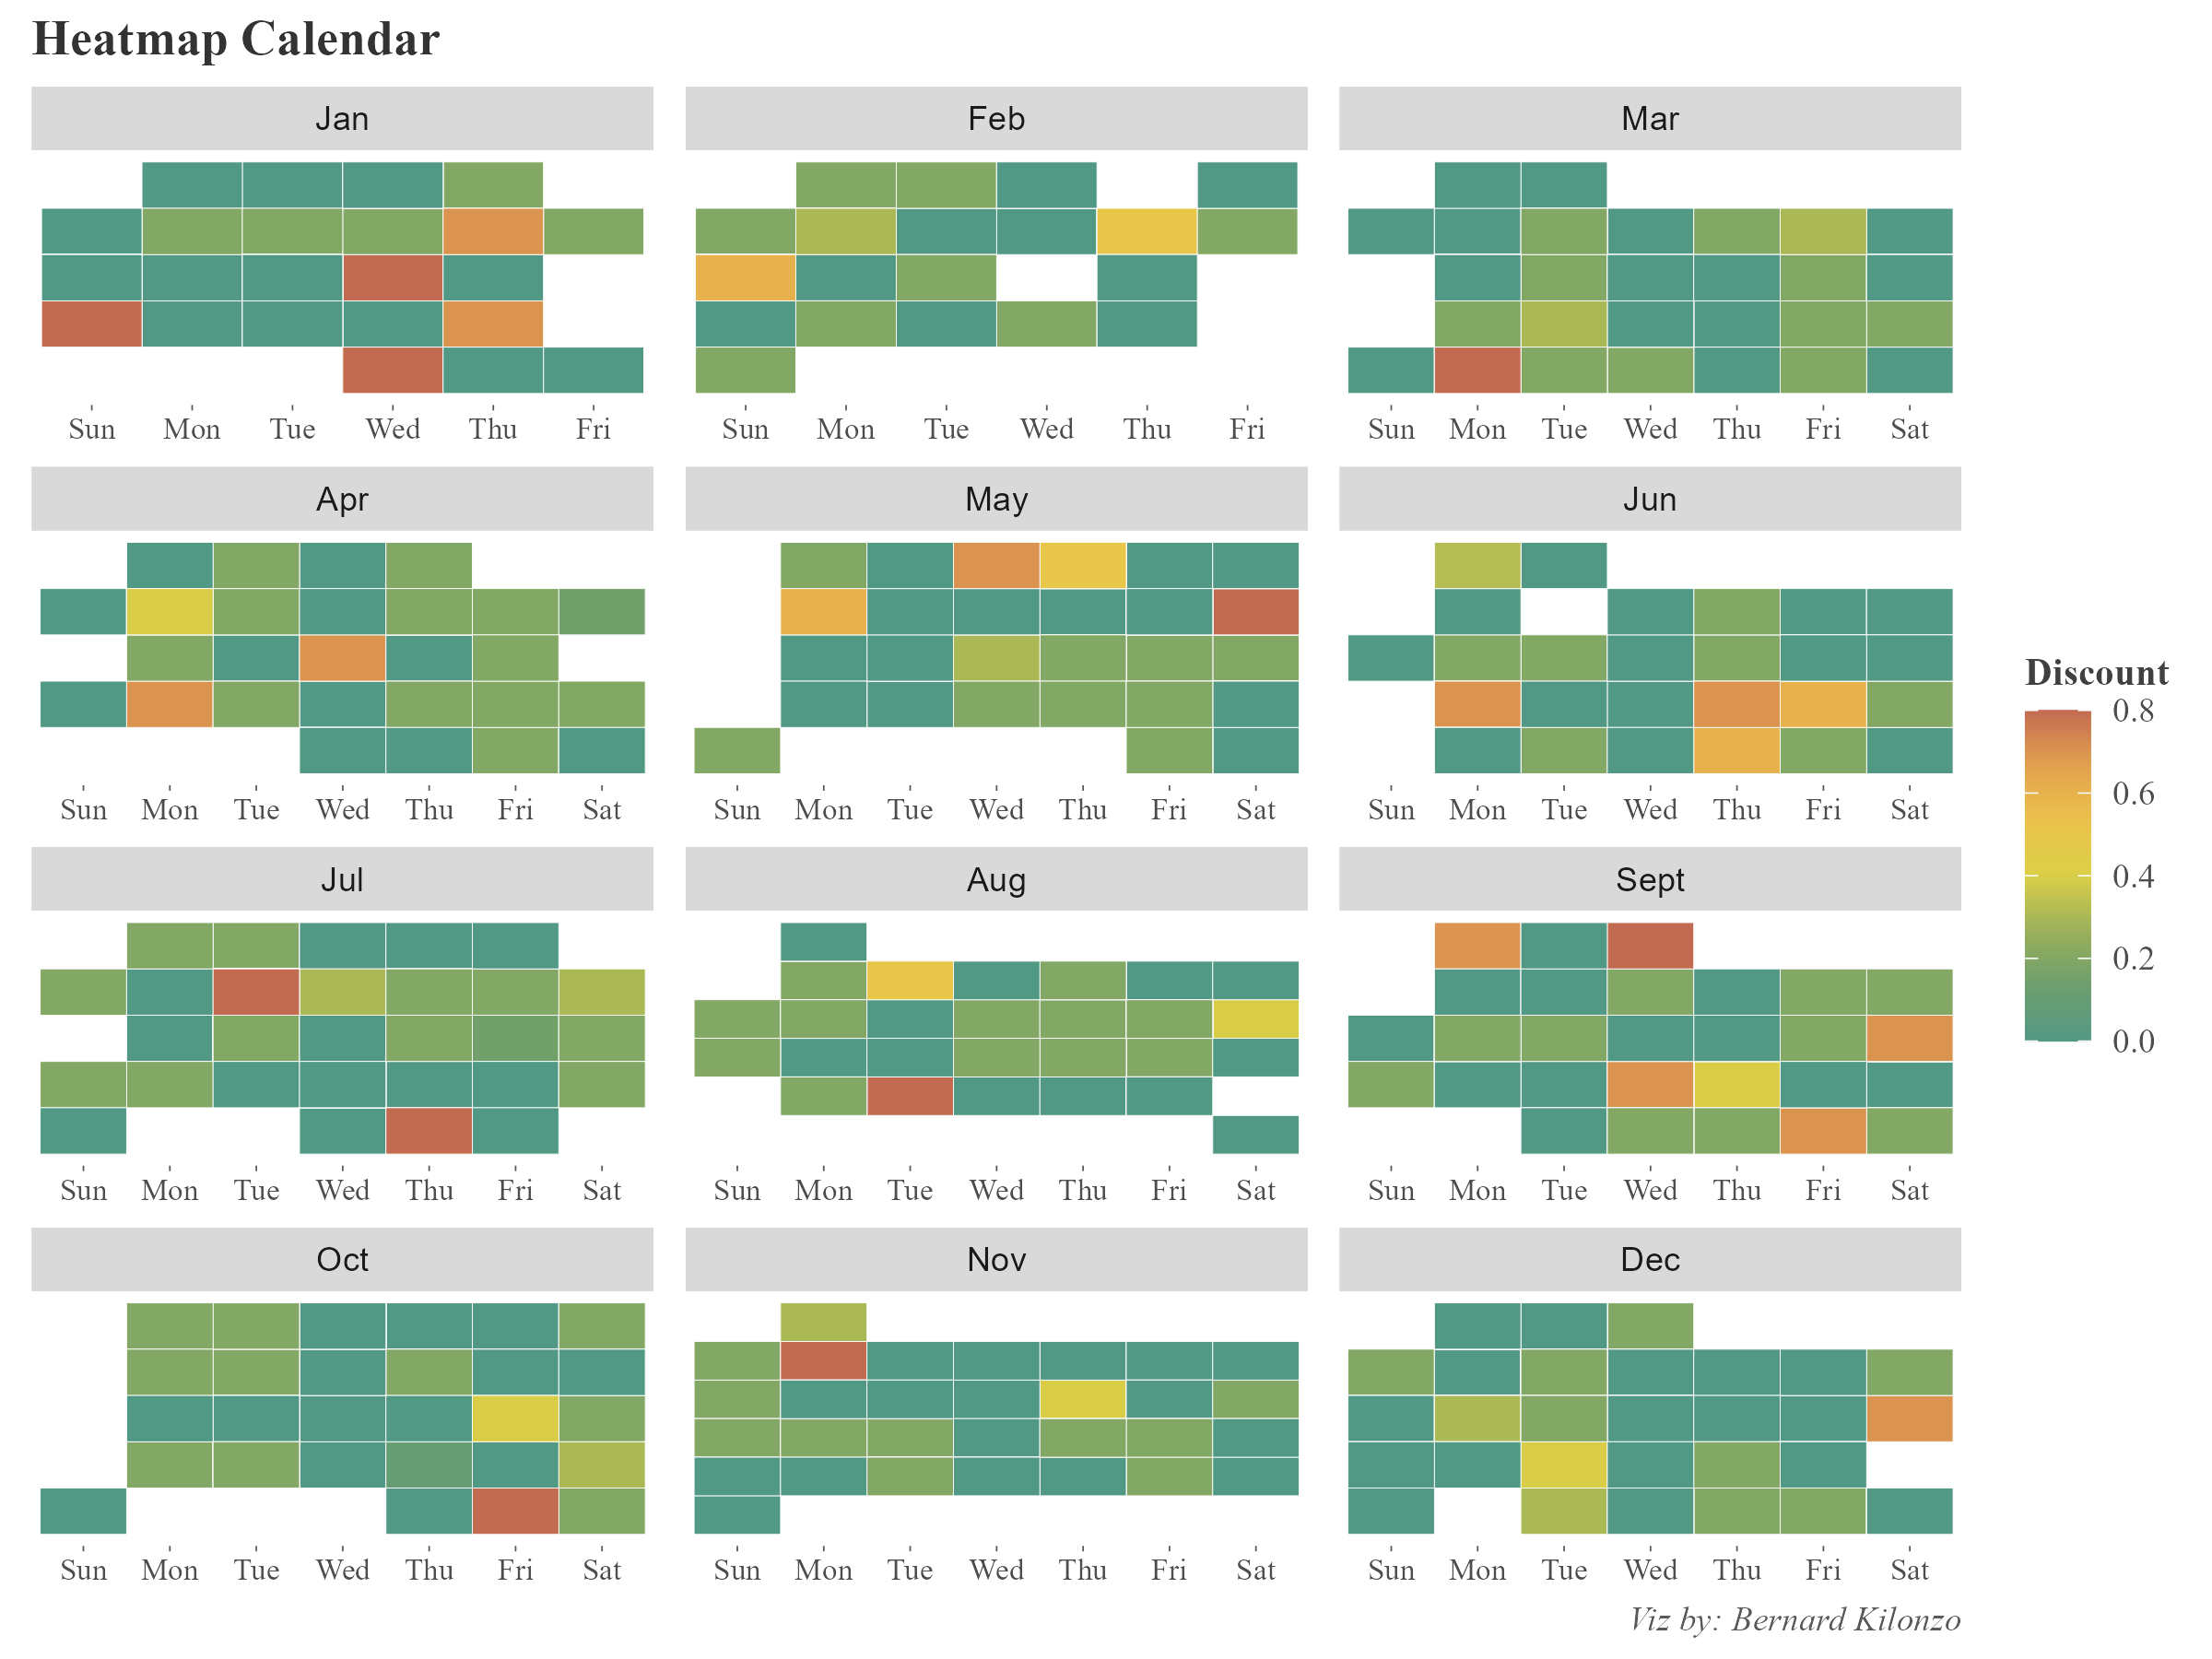 Heatmap Calendar
Jan Feb Mar
Sun Mon Tue Wed Thu Fri Sun Mon Tue Wed Thu Fri Sun Mon Tue Wed Thu Fri Sat
Apr May Jun
Sun Mon Tue Wed Thu Fri Sat Sun Mon Tue Wed Thu Fri Sat Sun Mon Tue Wed Thu Fri Sat
Jul Aug Sept
Sun Mon Tue Wed Thu Fri Sat Sun Mon Tue Wed Thu Fri Sat Sun Mon Tue Wed Thu Fri Sat
Oct Nov Dec
Sun Mon Tue Wed Thu Fri Sat Sun Mon Tue Wed Thu Fri Sat Sun Mon Tue Wed Thu Fri Sat
Discount
0.8
0.6
0.4
0.2
0.0
Viz by: Bernard Kilonzo